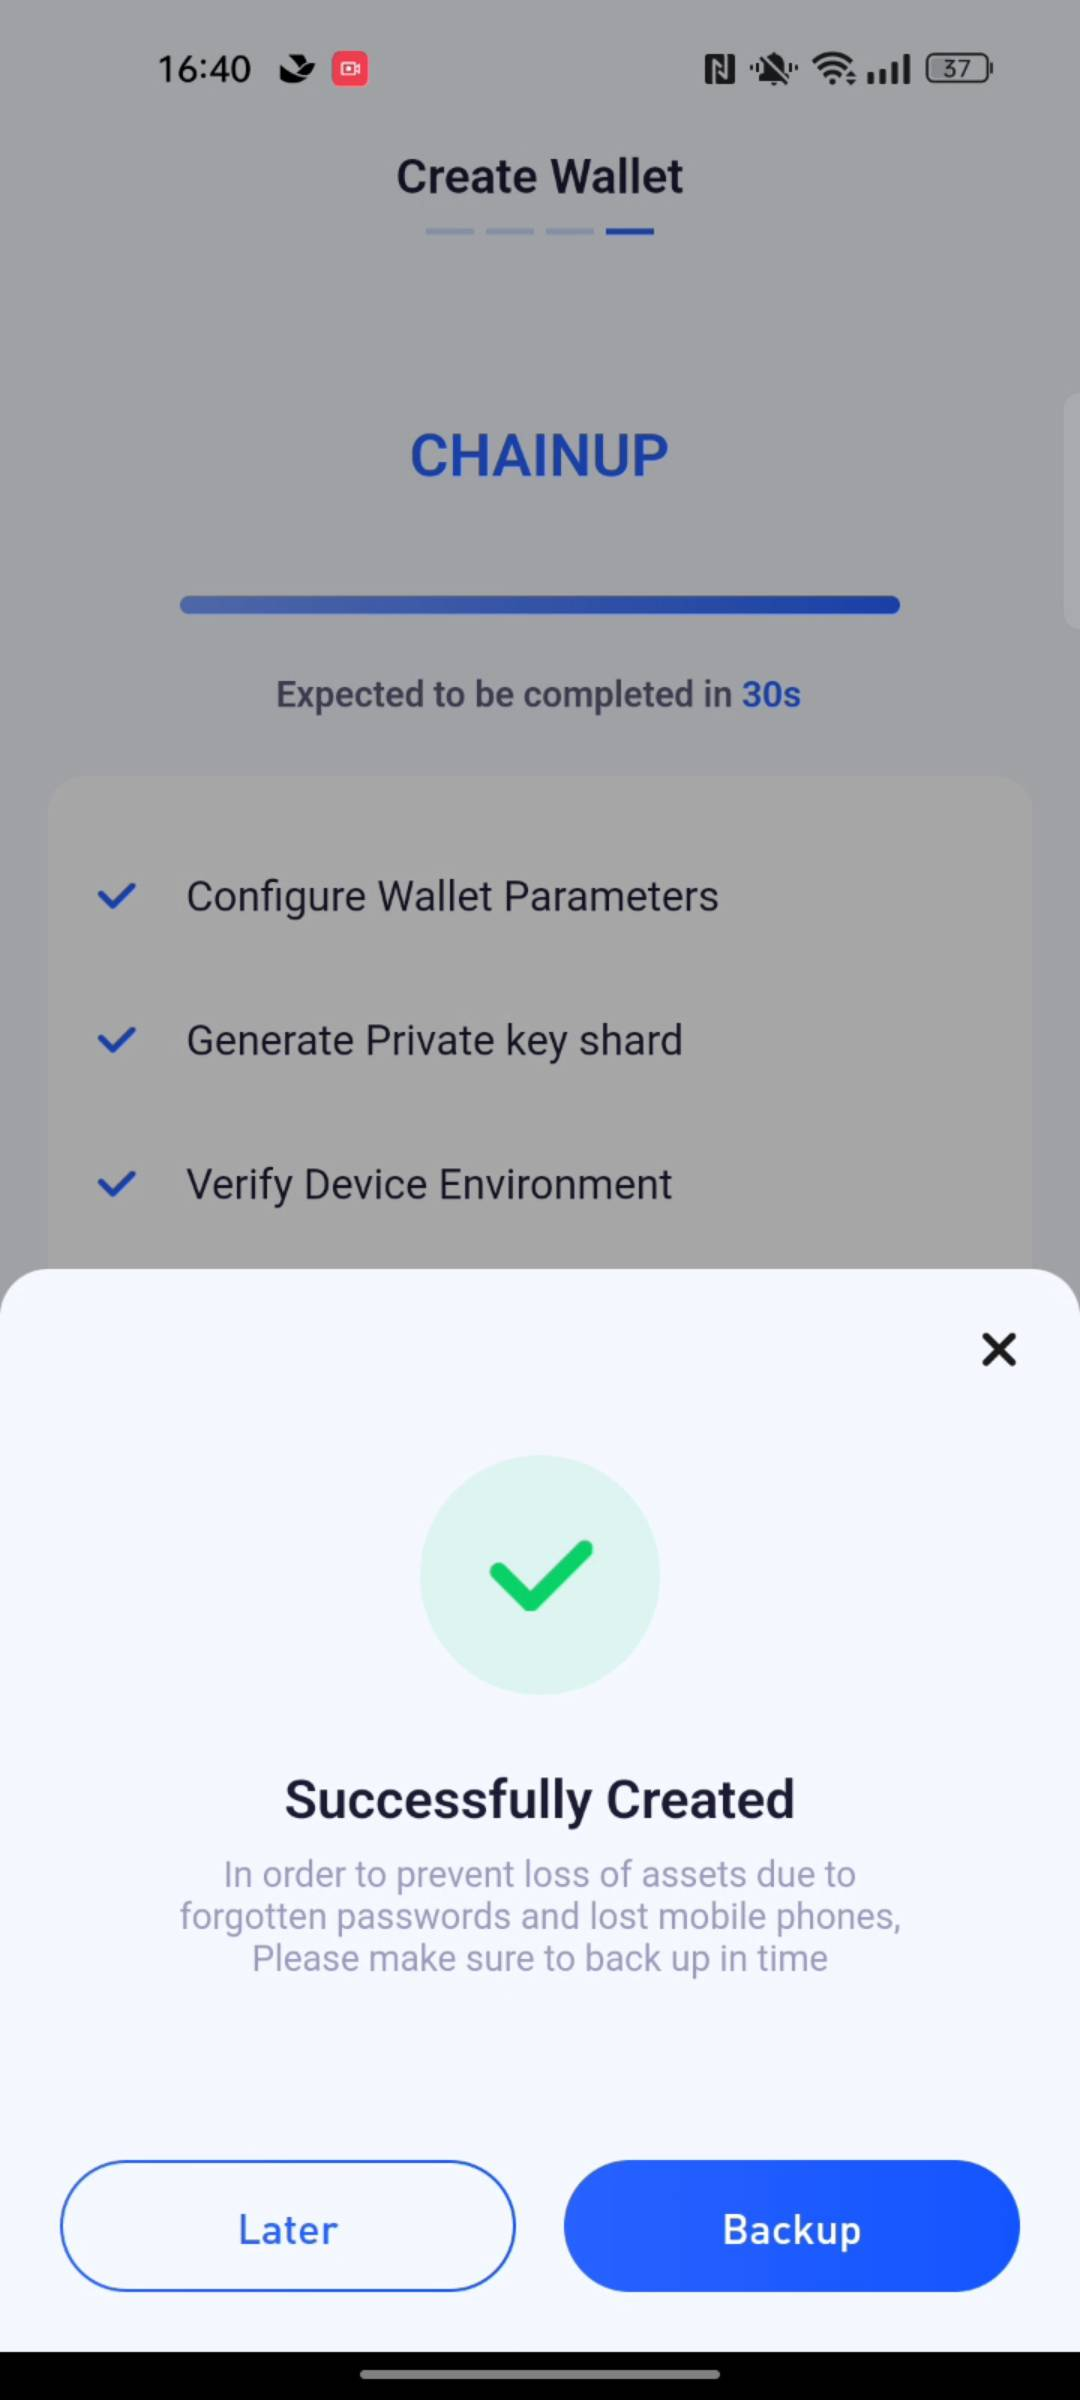 16:40
37
Create Wallet
CHAINUP
Expected to be completed in 30s
Configure Wallet Parameters
Generate Private key shard
Verify Device Environment
Successfully Created
In order to prevent loss of assets due to
forgotten passwords and lost mobile phones,
Please make sure to back up in time
Later
Backup